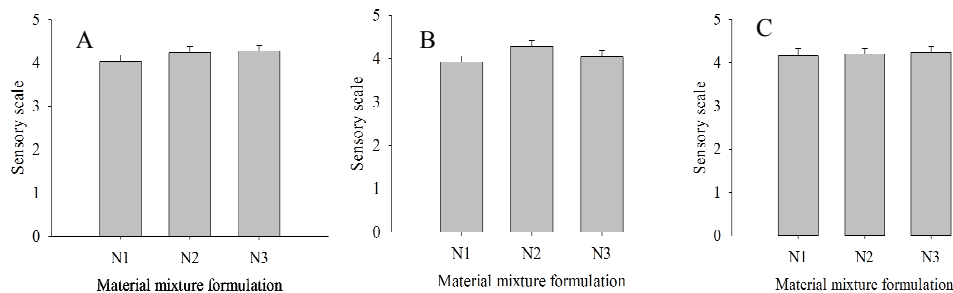 A
5
4
3
2
1
0
Sensory scale
N1 N2 N3
Material mixture formulation
B
5
4
3
2
1
0
Sensory scale
N1 N2 N3
Material mixture formulation
C
5
4
3
2
1
0
Sensory scale
N1 N2 N3
Material mixture formulation